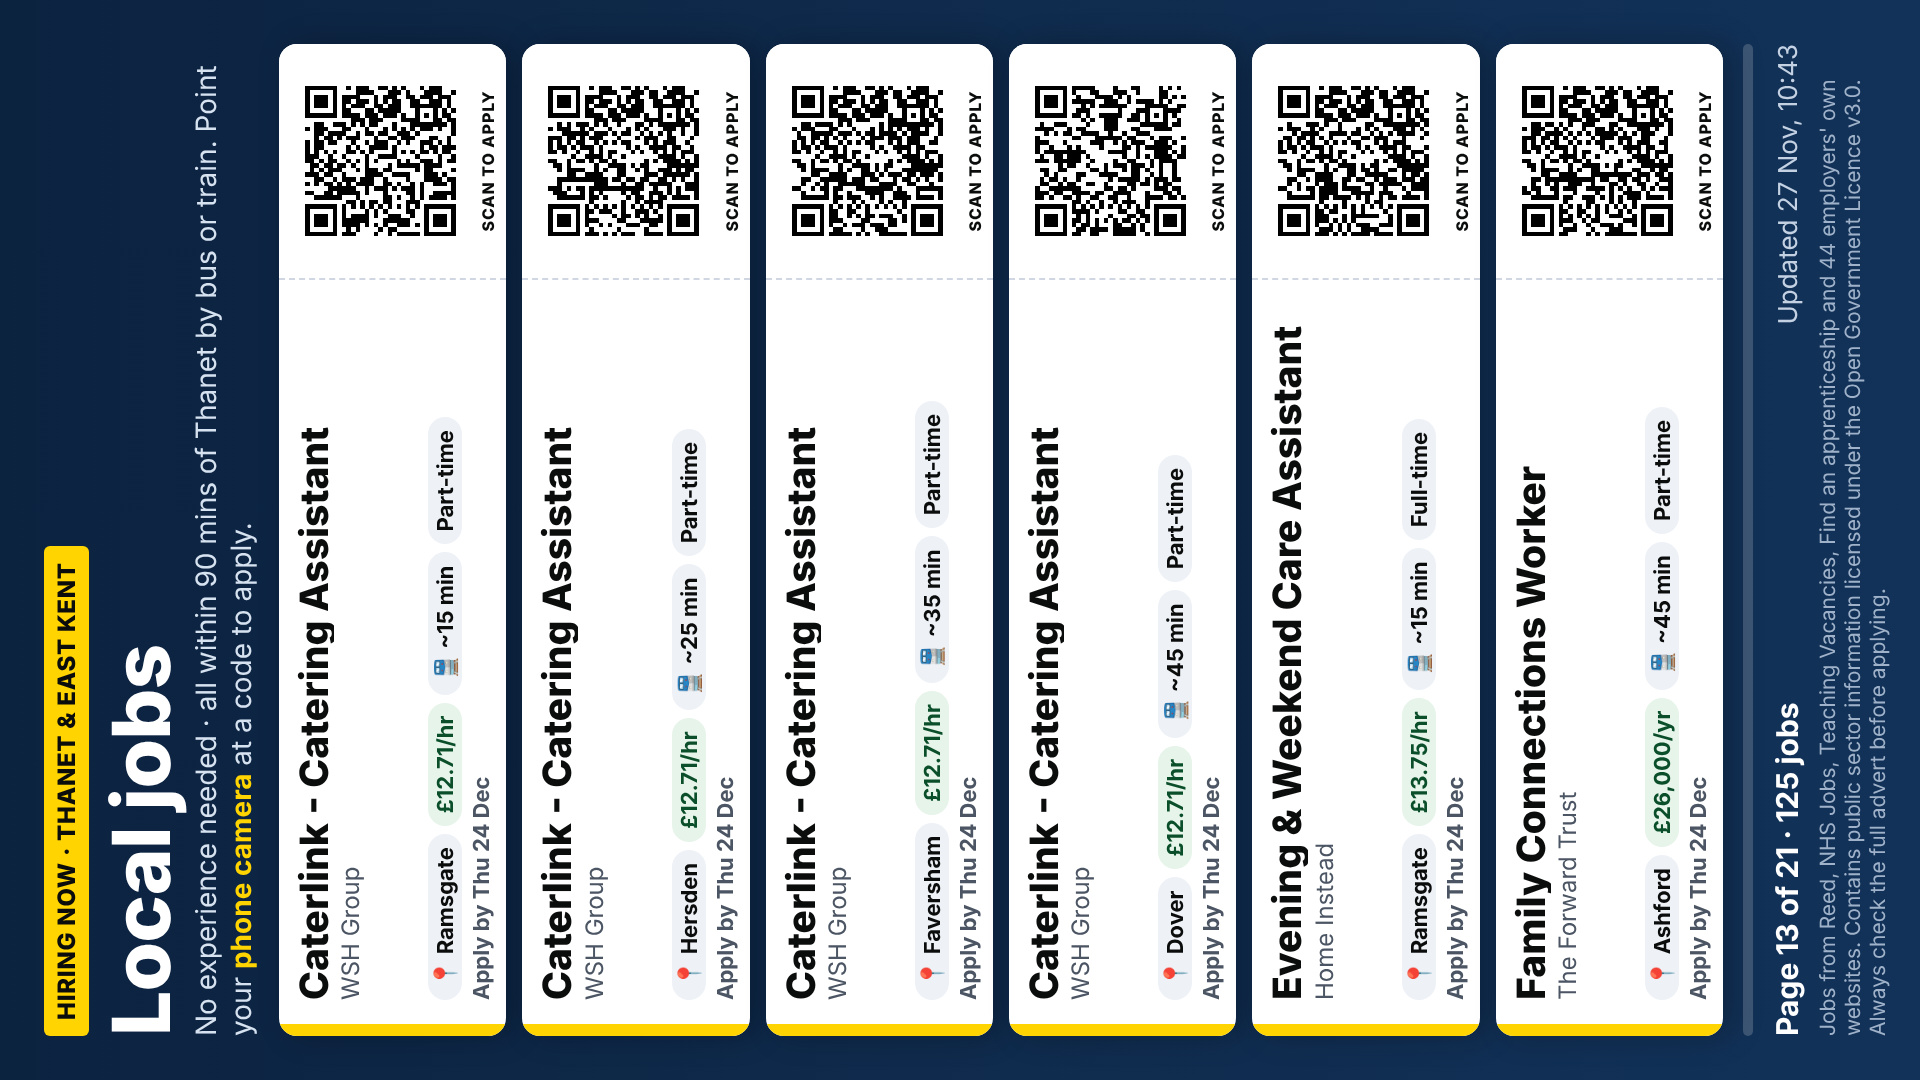 HIRING NOW · THANET & EAST KENT
Local jobs
No experience needed · all within 90 mins of Thanet by bus or train. Point
your phone camera at a code to apply.
Caterlink - Catering Assistant
WSH Group
Ramsgate £12.71/hr ~15 min Part-time
Apply by Thu 24 Dec
SCAN TO APPLY
Caterlink - Catering Assistant
WSH Group
Hersden £12.71/hr ~25 min Part-time
Apply by Thu 24 Dec
SCAN TO APPLY
Caterlink - Catering Assistant
WSH Group
Faversham £12.71/hr ~35 min Part-time
Apply by Thu 24 Dec
SCAN TO APPLY
Caterlink - Catering Assistant
WSH Group
Dover £12.71/hr ~45 min Part-time
Apply by Thu 24 Dec
SCAN TO APPLY
Evening & Weekend Care Assistant
Home Instead
Ramsgate £13.75/hr ~15 min Full-time
Apply by Thu 24 Dec
SCAN TO APPLY
Family Connections Worker
The Forward Trust
Ashford £26,000/yr ~45 min Part-time
Apply by Thu 24 Dec
SCAN TO APPLY
Page 13 of 21 · 125 jobs
Updated 27 Nov, 10:43
Jobs from Reed, NHS Jobs, Teaching Vacancies, Find an apprenticeship and 44 employers' own
websites. Contains public sector information licensed under the Open Government Licence v3.0.
Always check the full advert before applying.